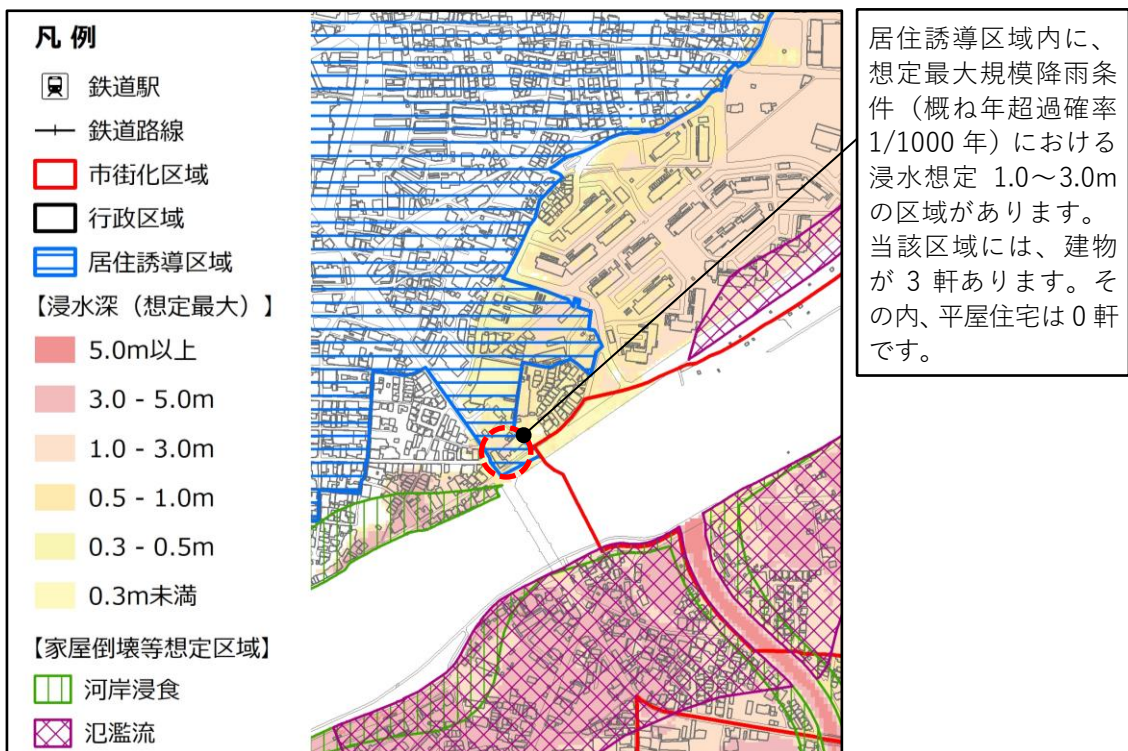 凡 例
鉄道駅
鉄道路線
市街化区域
行政区域
居住誘導区域
【浸水深（想定最大）】
5.0m以上
3.0 - 5.0m
1.0 - 3.0m
0.5 - 1.0m
0.3 - 0.5m
0.3m未満
【家屋倒壊等想定区域】
河岸浸食
氾濫流
居住誘導区域内に、
想定最大規模降雨条
件（概ね年超過確率
1/1000 年）における
浸水想定 1.0～3.0m
の区域があります。
当該区域には、建物
が 3 軒あります。そ
の内、平屋住宅は 0 軒
です。